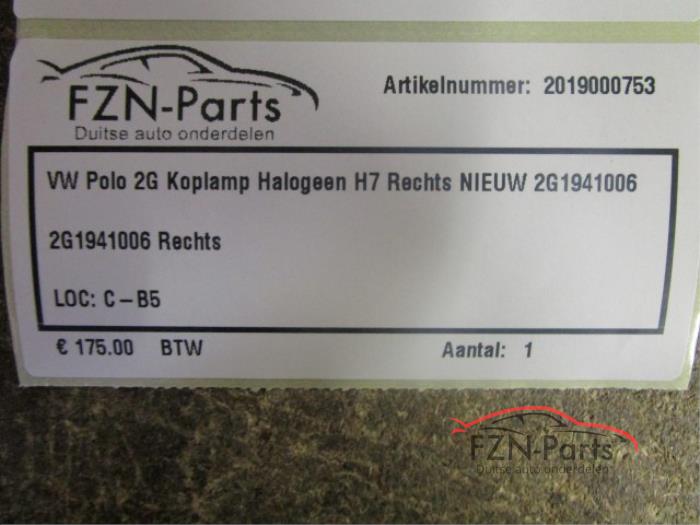 FZN-Parts
Duitse auto onderdelen
Artikelnummer: 2019000753
VW Polo 2G Koplamp Halogeen H7 Rechts NIEUW 2G1941006
2G1941006 Rechts
LOC: C-B5
€ 175.00 BTW
Aantal: 1
FZN-Parts
Duitse auto onderdelen